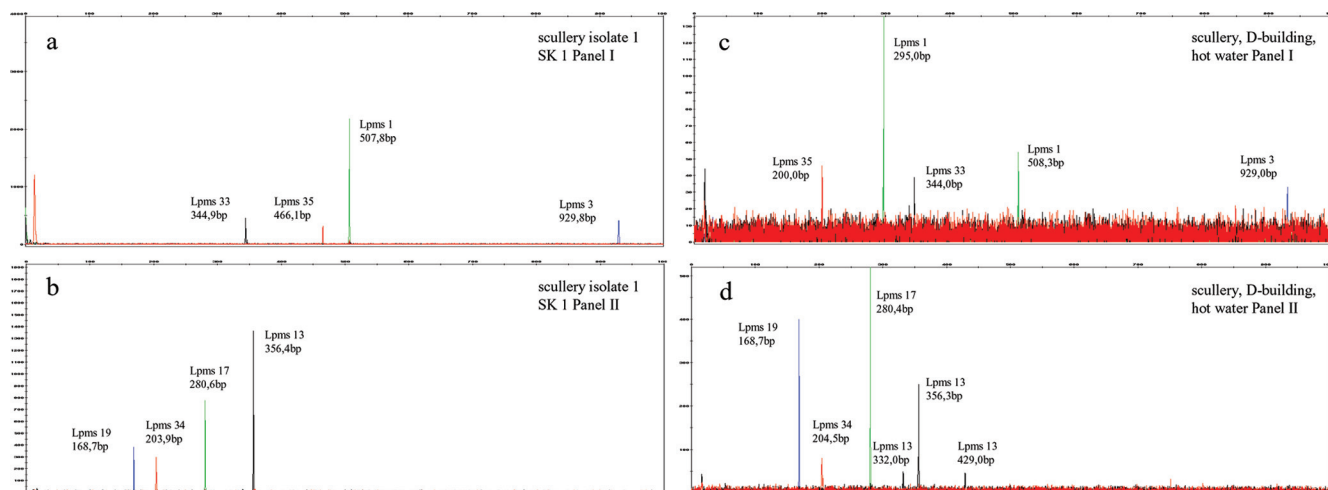 a
scullery isolate 1
SK 1 Panel I
Lpms 1
507,8bp
Lpms 33
344,9bp
Lpms 35
466,1bp
Lpms 3
929,8bp
b
scullery isolate 1
SK 1 Panel II
Lpms 13
356,4bp
Lpms 17
280,6bp
Lpms 19
168,7bp
Lpms 34
203,9bp
c
scullery, D-building,
hot water Panel I
Lpms 1
295,0bp
Lpms 35
200,0bp
Lpms 33
344,0bp
Lpms 1
508,3bp
Lpms 3
929,0bp
d
scullery, D-building,
hot water Panel II
Lpms 17
280,4bp
Lpms 19
168,7bp
Lpms 13
356,3bp
Lpms 34
204,5bp
Lpms 13
332,0bp
Lpms 13
429,0bp